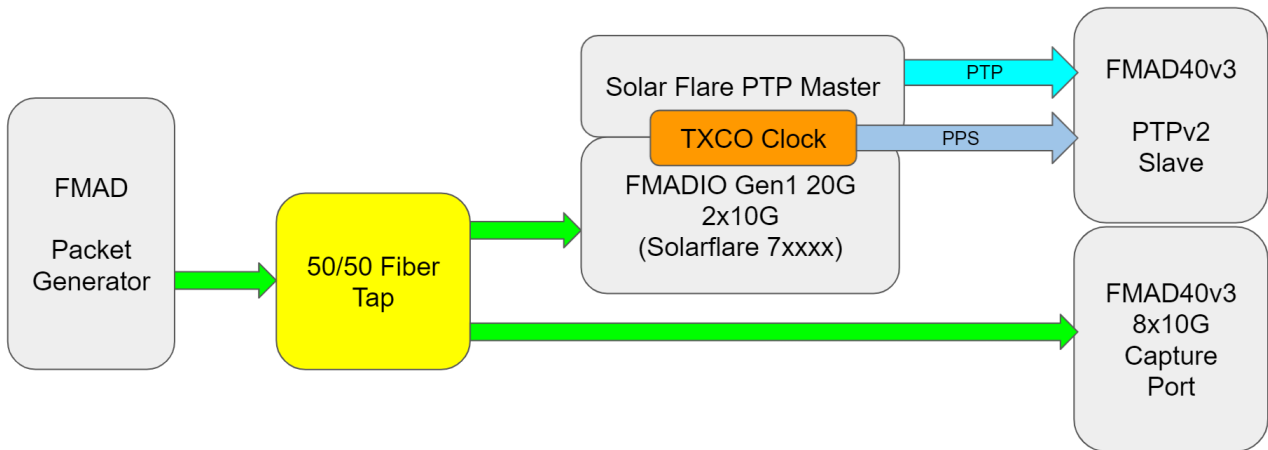 FMAD
Packet
Generator
50/50 Fiber
Tap
Solar Flare PTP Master
TXCO Clock
FMADIO Gen1 20G
2x10G
(Solarflare 7xxxx)
PTP
PPS
FMAD40v3
PTPv2
Slave
FMAD40v3
8x10G
Capture
Port